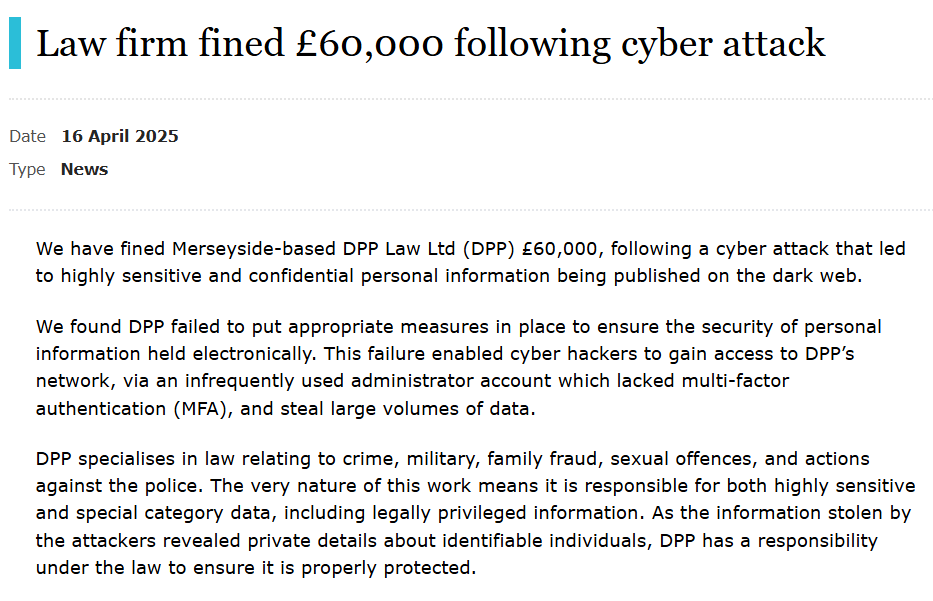 Law firm fined £60,000 following cyber attack
Date 16 April 2025
Type News
We have fined Merseyside-based DPP Law Ltd (DPP) £60,000, following a cyber attack that led
to highly sensitive and confidential personal information being published on the dark web.
We found DPP failed to put appropriate measures in place to ensure the security of personal
information held electronically. This failure enabled cyber hackers to gain access to DPP’s
network, via an infrequently used administrator account which lacked multi-factor
authentication (MFA), and steal large volumes of data.
DPP specialises in law relating to crime, military, family fraud, sexual offences, and actions
against the police. The very nature of this work means it is responsible for both highly sensitive
and special category data, including legally privileged information. As the information stolen by
the attackers revealed private details about identifiable individuals, DPP has a responsibility
under the law to ensure it is properly protected.